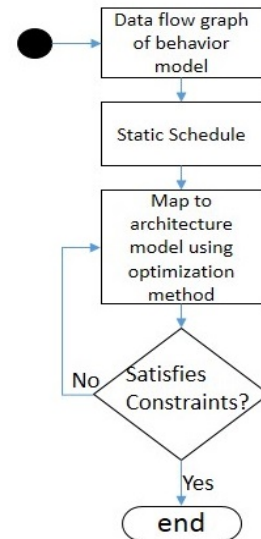 Data flow graph
of behavior
model
Static Schedule
Map to
architecture
model using
optimization
method
No
Satisfies
Constraints?
Yes
end